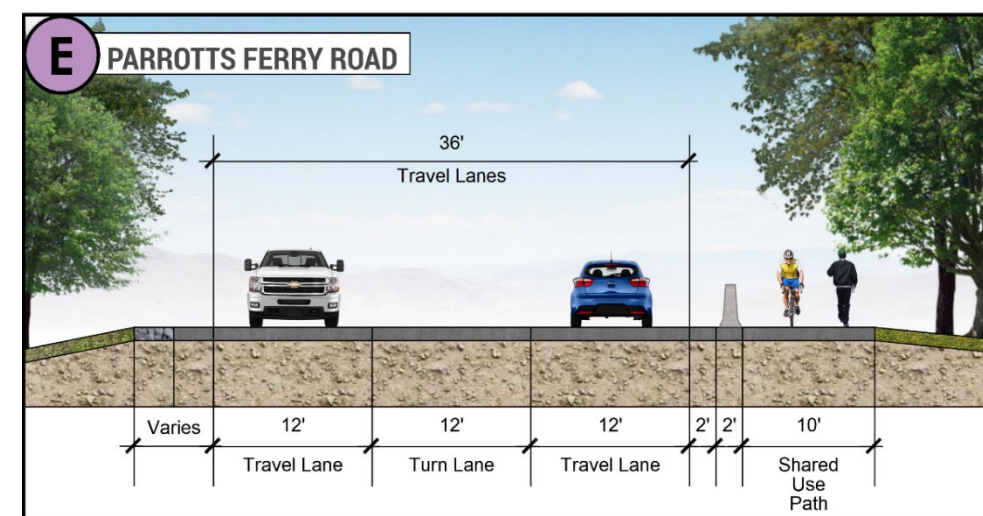 E
PARROTTS FERRY ROAD
36'
Travel Lanes
Varies
12'
12'
12'
2'
2'
10'
Travel Lane
Turn Lane
Travel Lane
Shared
Use
Path